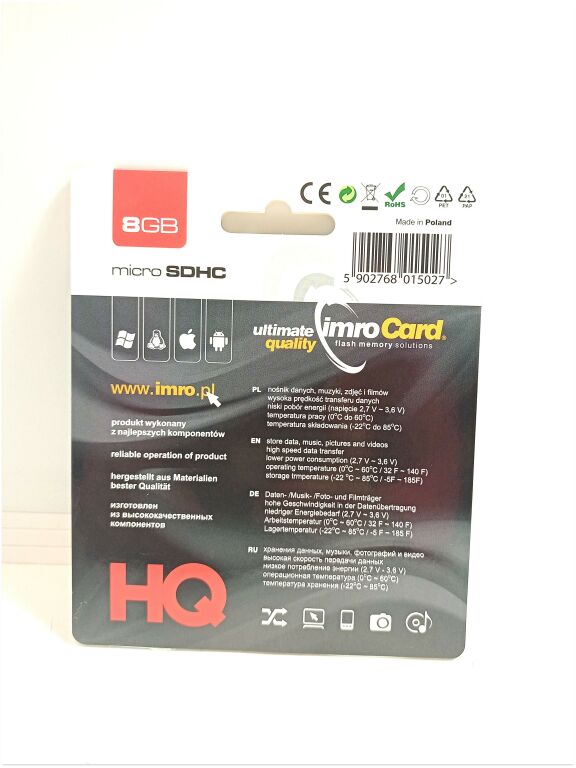 8GB
micro SDHC
CE
RoHS
01
PET
21
PAP
Made in Poland
5 902768 015027 >
ultimate
quality
imroCard®
flash memory solutions
www.imro.pl
produkt wykonany
z najlepszych komponentów
reliable operation of product
hergestellt aus Materialien
bester Qualität
изготовлен
из высококачественных
компонентов
HQ
PL nośnik danych, muzyki, zdjęć i filmów
wysoka prędkość transferu danych
niski pobór energii (napięcie 2,7 V ~ 3,6 V)
temperatura pracy (0°C do 60°C)
temperatura składowania (-22°C do 85°C)
EN store data, music, pictures and videos
high speed data transfer
lower power consumption (2,7 V ~ 3,6 V)
operating temperature (0°C ~ 60°C / 32 F ~ 140 F)
storage trmperature (-22 °C ~ 85°C / -5F ~ 185F)
DE Daten- /Musik- /Foto- und Filmträger
hohe Geschwindigkeit in der Datenübertragung
niedriger Energiebedarf (2,7 V ~ 3,6 V)
Arbeitstemperatur (0°C ~ 60°C / 32 F ~ 140 F)
Lagertemperatur (-22°C ~ 85°C / -5 F ~ 185 F)
RU хранения данных, музыки, фотографий и видео
высокая скорость передачи данных
низкое потребление энергии (2,7 V - 3,6 V)
операционная температура (0°C ~ 60°C)
температура хранения (-22°C ~ 85°C)